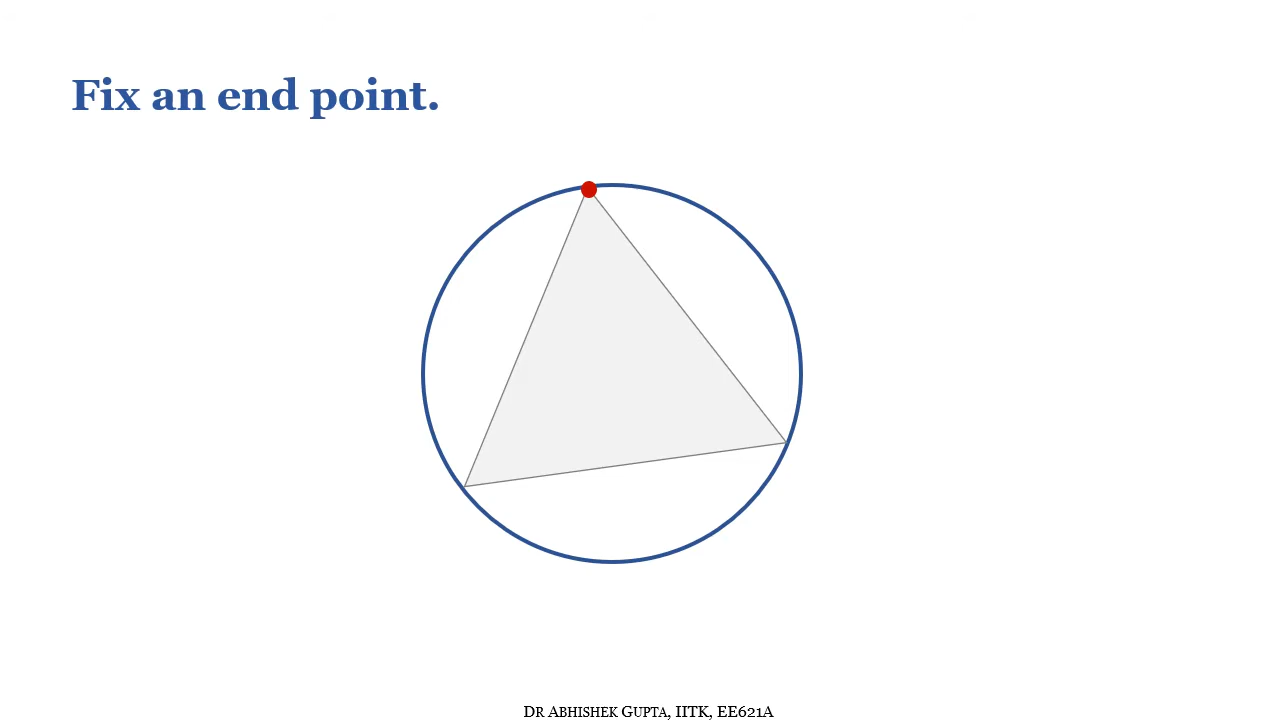 Fix an end point.
DR ABHISHEK GUPTA, IITK, EE621A